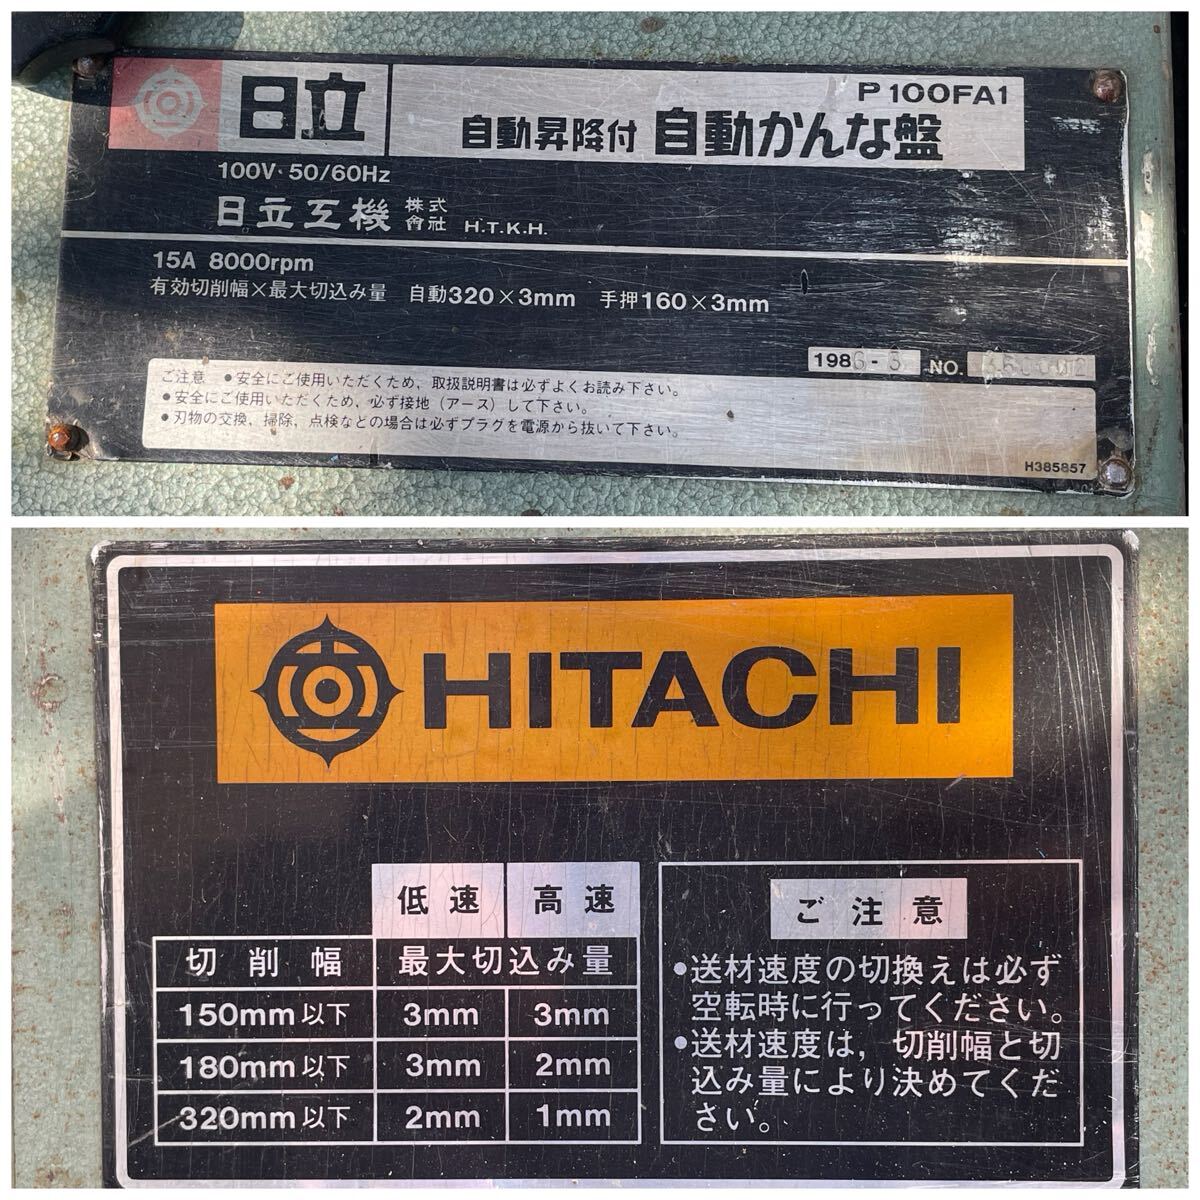 日立
P100FA1
自動昇降付 自動かんな盤
100V・50/60Hz
日立工機 株式會社 H.T.K.H.
15A 8000rpm
有効切削幅×最大切込み量 自動320×3mm 手押160×3mm
1986-3 NO.
ご注意 ●安全にご使用いただくため、取扱説明書は必ずよくお読み下さい。
●安全にご使用いただくため、必ず接地（アース）して下さい。
●刃物の交換、掃除、点検などの場合は必ずプラグを電源から抜いて下さい。
H385857
HITACHI
低速 高速
切削幅 最大切込み量
150mm以下 3mm 3mm
180mm以下 3mm 2mm
320mm以下 2mm 1mm
ご注意
●送材速度の切換えは必ず
空転時に行ってください。
●送材速度は，切削幅と切
込み量により決めてくだ
さい。